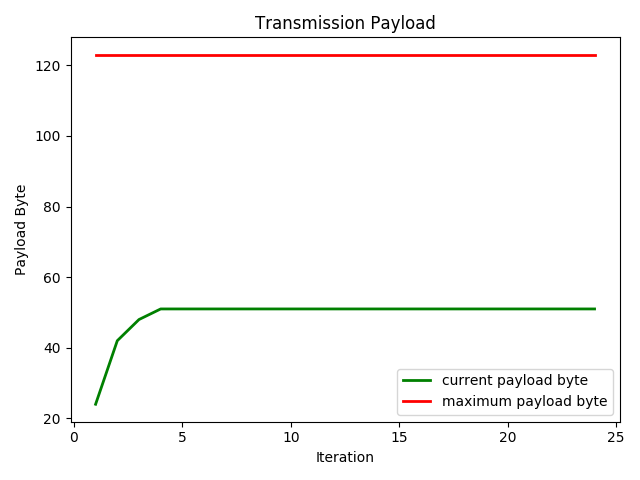 Transmission Payload
120
100
80
60
40
20
Payload Byte
0
5
10
15
20
25
Iteration
current payload byte
maximum payload byte